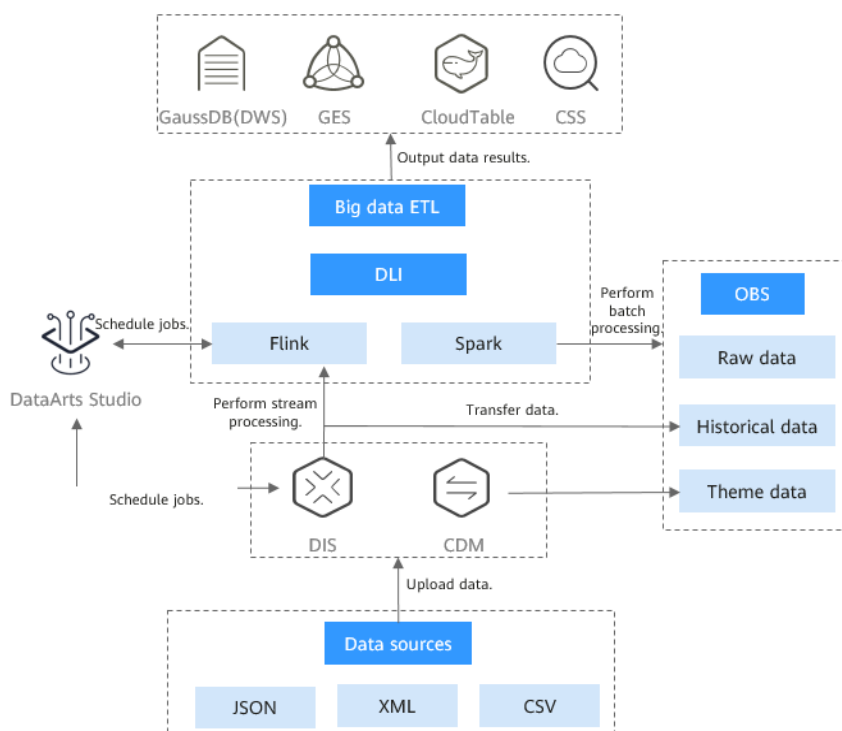 GaussDB(DWS)
GES
CloudTable
CSS
Output data results.
Big data ETL
DLI
Perform
batch
processing.
OBS
Schedule jobs.
Flink
Spark
Raw data
DataArts Studio
Perform stream
processing.
Transfer data.
Historical data
Schedule jobs.
Theme data
DIS
CDM
Upload data.
Data sources
JSON
XML
CSV